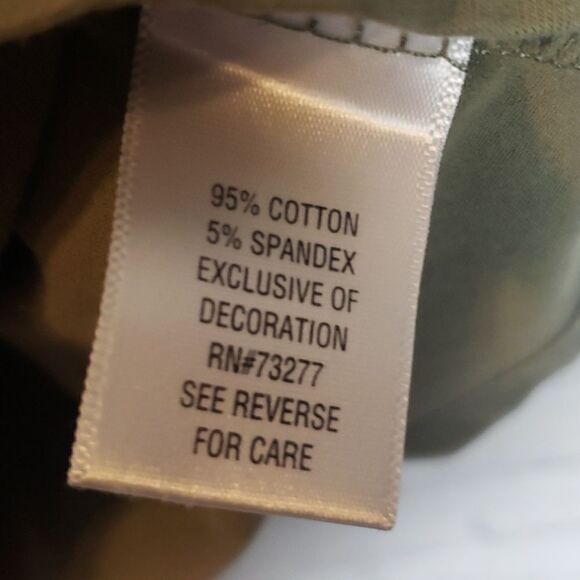 95% COTTON
5% SPANDEX
EXCLUSIVE OF
DECORATION
RN#73277
SEE REVERSE
FOR CARE